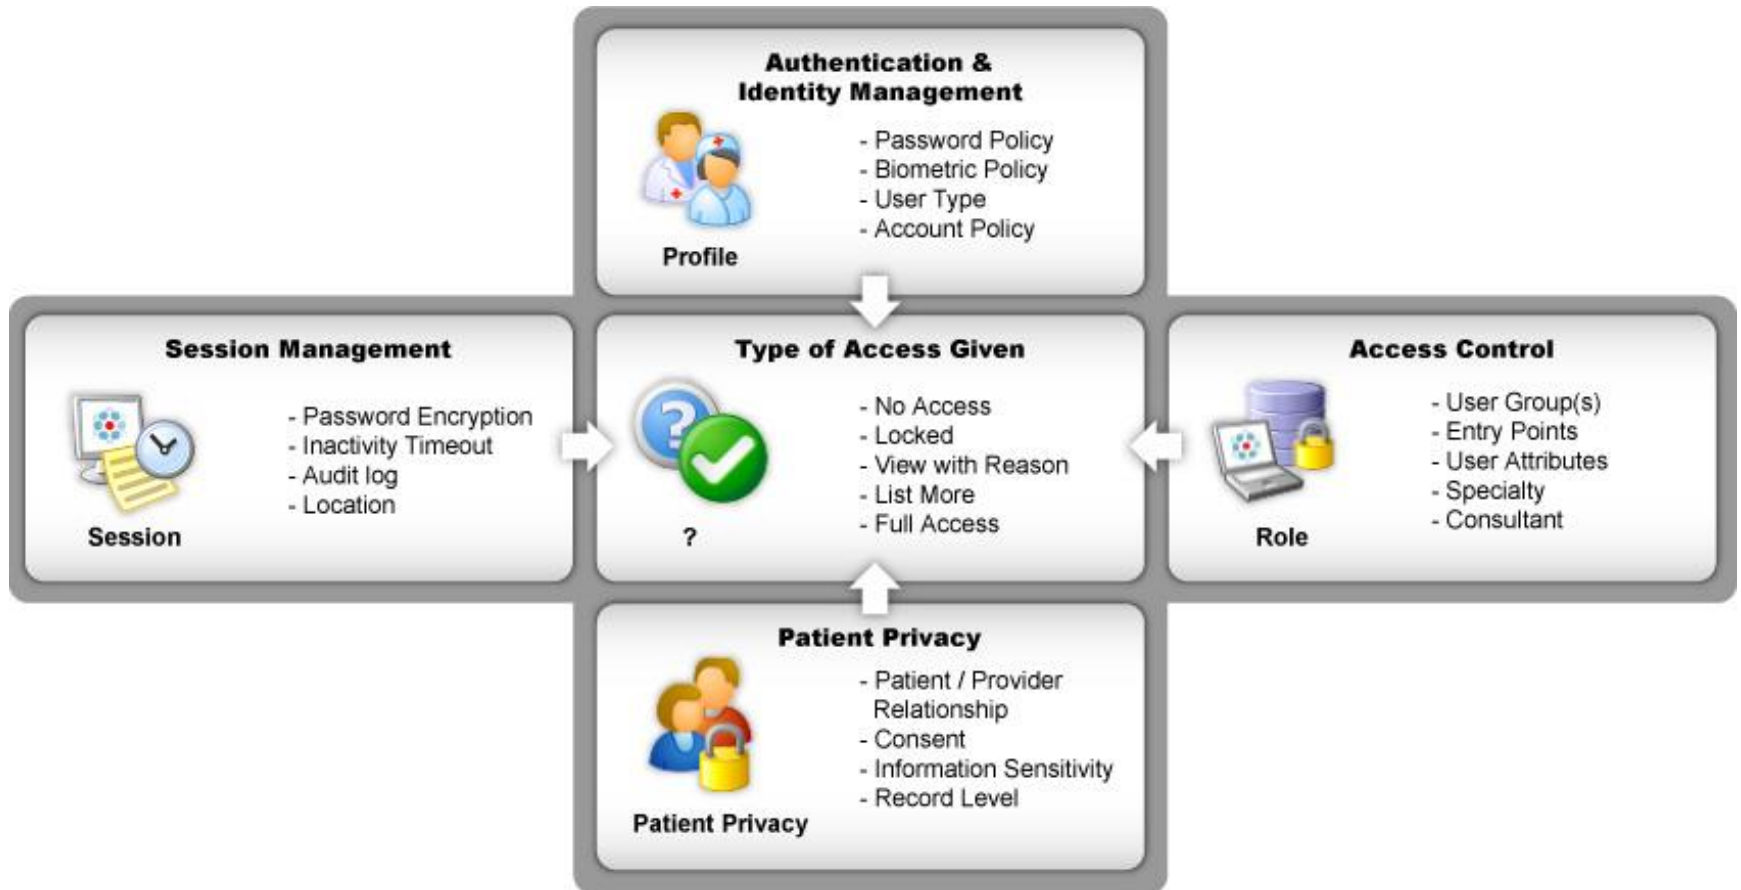 Authentication &
Identity Management
- Password Policy
- Biometric Policy
- User Type
- Account Policy
Profile
Session Management
- Password Encryption
- Inactivity Timeout
- Audit log
- Location
Session
Type of Access Given
- No Access
- Locked
- View with Reason
- List More
- Full Access
?
Access Control
- User Group(s)
- Entry Points
- User Attributes
- Specialty
- Consultant
Role
Patient Privacy
- Patient / Provider
Relationship
- Consent
- Information Sensitivity
- Record Level
Patient Privacy